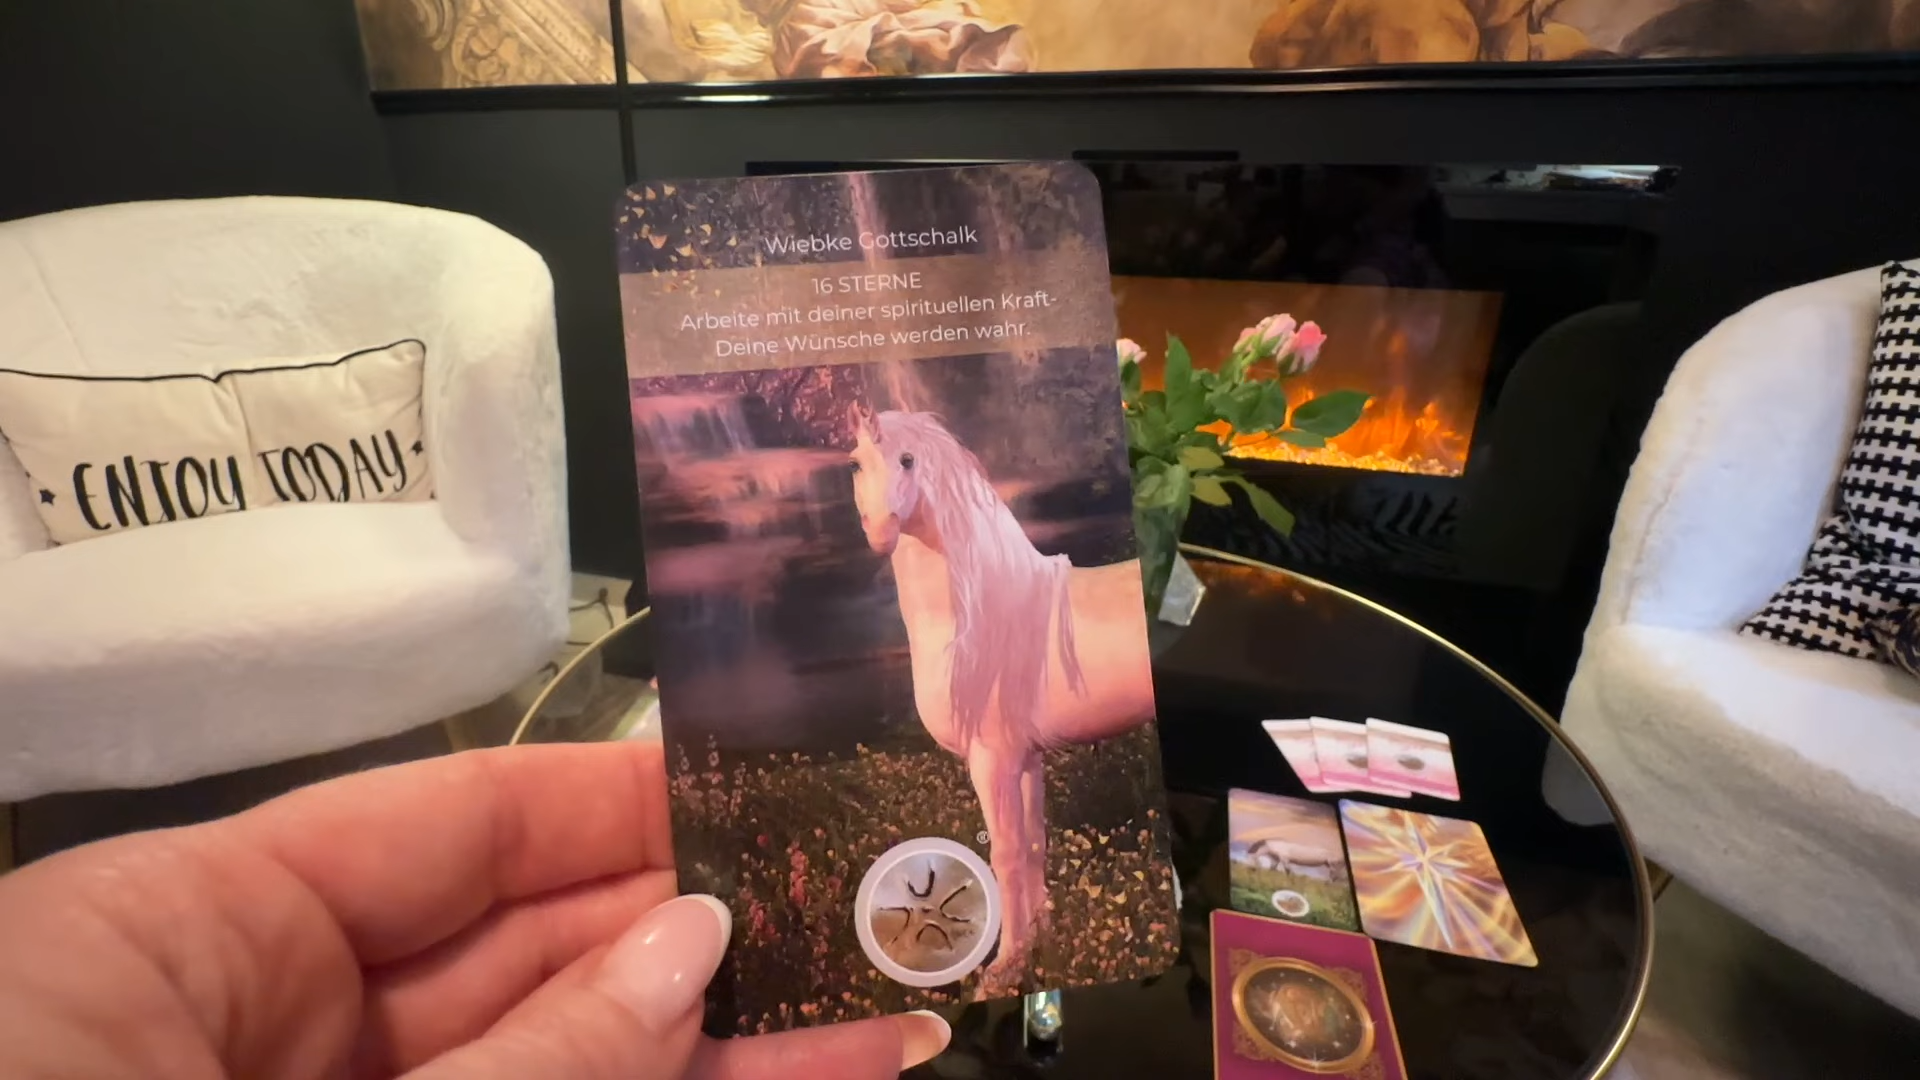 Wiebke Gottschalk
16 STERNE
Arbeite mit deiner spirituellen Kraft-
Deine Wünsche werden wahr.
ENJOY TODAY
®